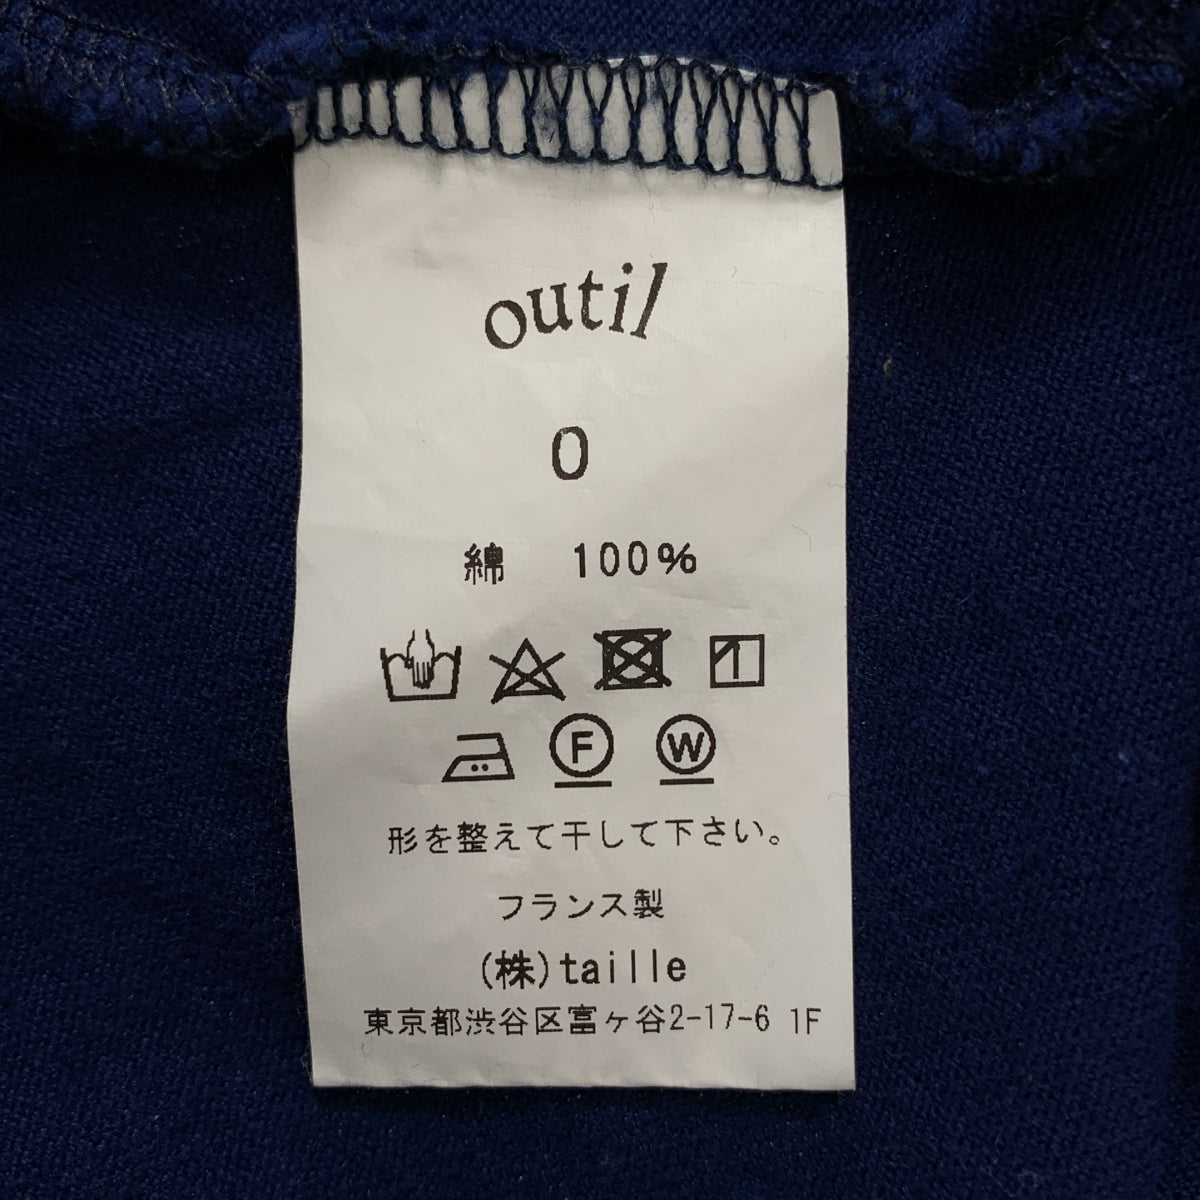 outil
0
綿 100%
F W
形を整えて干して下さい。
フランス製
(株)taille
東京都渋谷区富ヶ谷2-17-6 1F